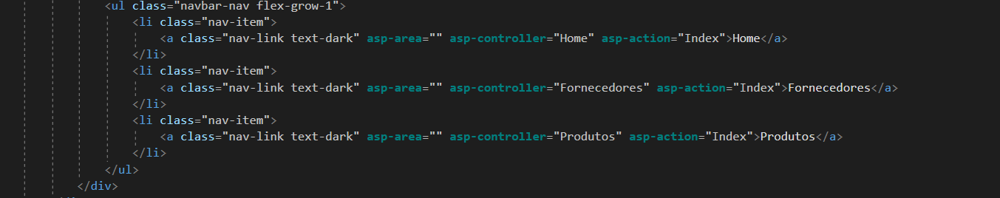 <ul class="navbar-nav flex-grow-1">
<li class="nav-item">
<a class="nav-link text-dark" asp-area="" asp-controller="Home" asp-action="Index">Home</a>
</li>
<li class="nav-item">
<a class="nav-link text-dark" asp-area="" asp-controller="Fornecedores" asp-action="Index">Fornecedores</a>
</li>
<li class="nav-item">
<a class="nav-link text-dark" asp-area="" asp-controller="Produtos" asp-action="Index">Produtos</a>
</li>
</ul>
</div>